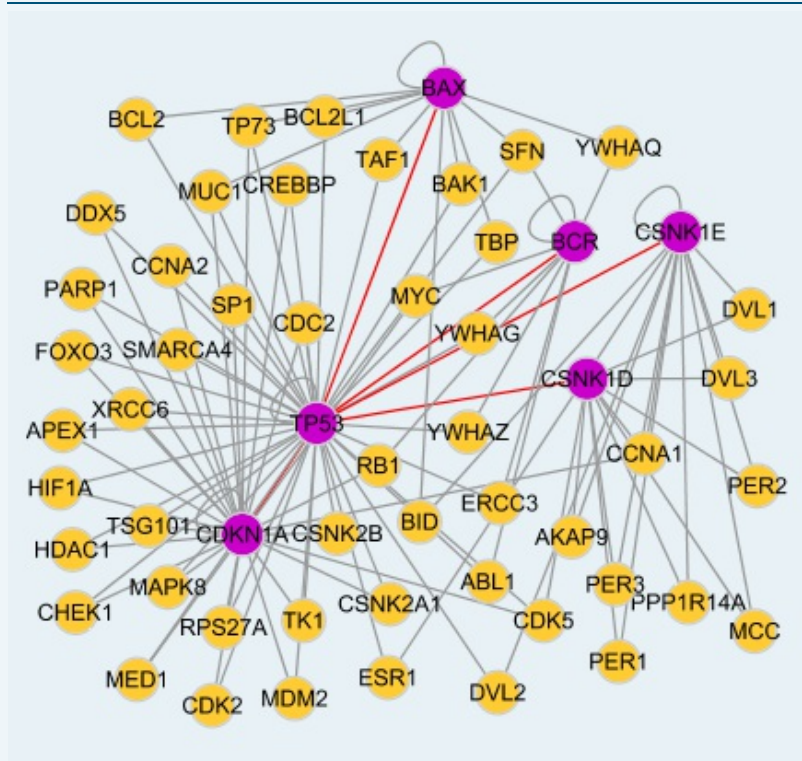 BAX
BCL2
TP73
BCL2L1
TAF1
SFN
YWHAQ
MUC1
CREBBP
BAK1
DDX5
TBP
BCR
CSNK1E
CCNA2
PARP1
SP1
MYC
CDC2
YWHAG
DVL1
FOXO3
SMARCA4
CSNK1D
DVL3
XRCC6
APEX1
TP53
YWHAZ
RB1
CCNA1
HIF1A
PER2
TSG101
CDKN1A
CSNK2B
BID
ERCC3
AKAP9
HDAC1
MAPK8
ABL1
PER3
CHEK1
RPS27A
TK1
CSNK2A1
CDK5
PPP1R14A
MCC
MED1
CDK2
MDM2
ESR1
DVL2
PER1